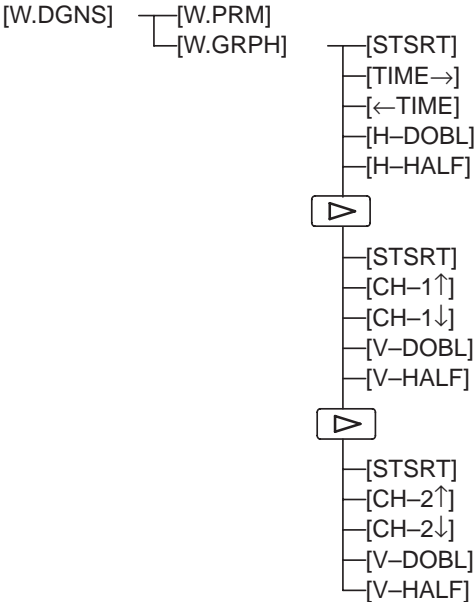 [W.DGNS] [W.PRM]
[W.GRPH] [STSRT]
[TIME→]
[←TIME]
[H–DOBL]
[H–HALF]
[STSRT]
[CH–1↑]
[CH–1↓]
[V–DOBL]
[V–HALF]
[STSRT]
[CH–2↑]
[CH–2↓]
[V–DOBL]
[V–HALF]